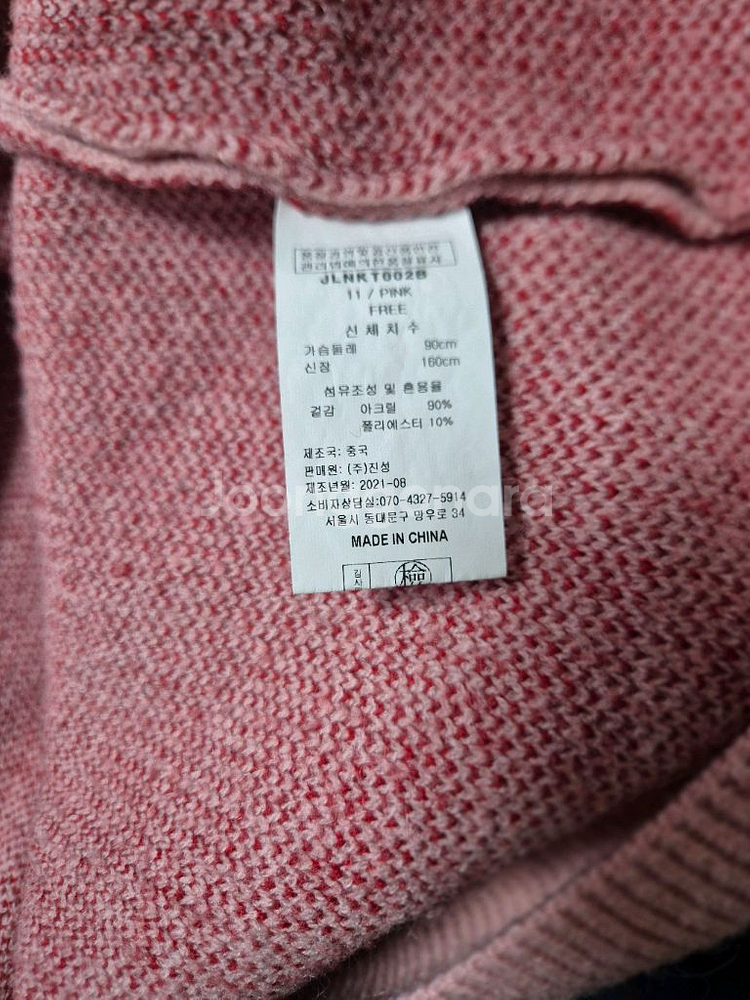 JLNKT002B
11 / PINK
FREE
신 체 치 수
가슴둘레 90cm
신장 160cm
섬유조성 및 혼용율
겉감 아크릴 90%
폴리에스터 10%
제조국: 중국
판매원: (주)진성
제조년월: 2021-08
소비자상담실:070-4327-5914
서울시 동대문구 망우로 34
MADE IN CHINA
검사
檢